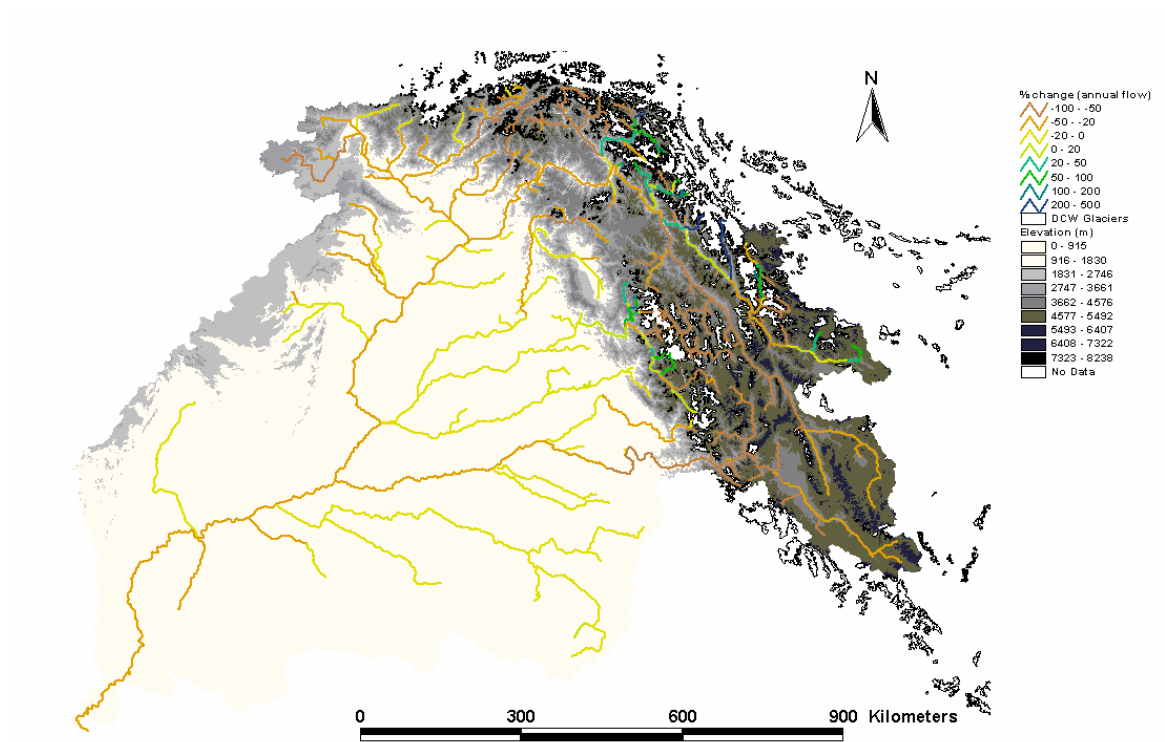 N
% change (annual flow)
-100 - -50
-50 - -20
-20 - 0
0 - 20
20 - 50
50 - 100
100 - 200
200 - 500
DCW Glaciers
Elevation (m)
0 - 915
916 - 1830
1831 - 2746
2747 - 3661
3662 - 4576
4577 - 5492
5493 - 6407
6408 - 7322
7323 - 8238
No Data
0 300 600 900 Kilometers